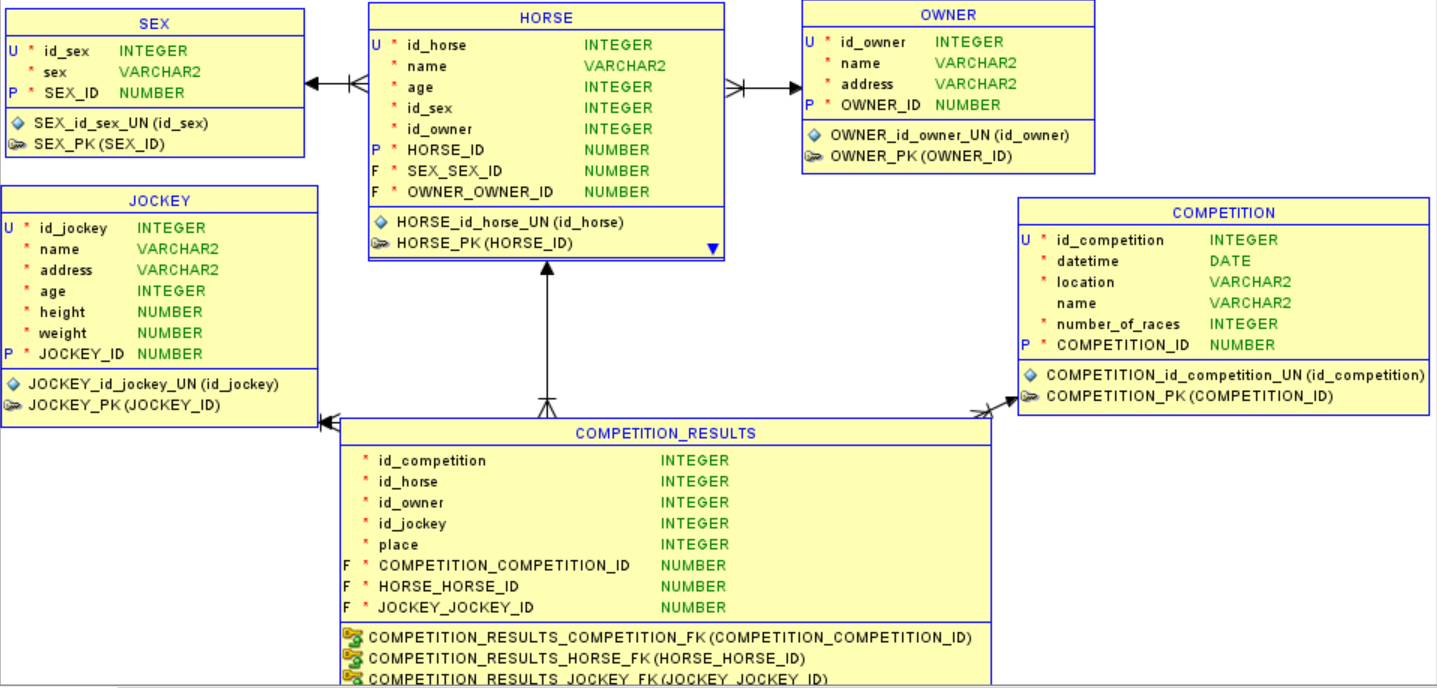 SEX
U * id_sex INTEGER
* sex VARCHAR2
P * SEX_ID NUMBER
SEX_id_sex_UN (id_sex)
SEX_PK (SEX_ID)
HORSE
U * id_horse INTEGER
* name VARCHAR2
* age INTEGER
* id_sex INTEGER
* id_owner INTEGER
P * HORSE_ID NUMBER
F * SEX_SEX_ID NUMBER
F * OWNER_OWNER_ID NUMBER
HORSE_id_horse_UN (id_horse)
HORSE_PK (HORSE_ID)
OWNER
U * id_owner INTEGER
* name VARCHAR2
* address VARCHAR2
P * OWNER_ID NUMBER
OWNER_id_owner_UN (id_owner)
OWNER_PK (OWNER_ID)
JOCKEY
U * id_jockey INTEGER
* name VARCHAR2
* address VARCHAR2
* age INTEGER
* height NUMBER
* weight NUMBER
P * JOCKEY_ID NUMBER
JOCKEY_id_jockey_UN (id_jockey)
JOCKEY_PK (JOCKEY_ID)
COMPETITION
U * id_competition INTEGER
* datetime DATE
* location VARCHAR2
name VARCHAR2
* number_of_races INTEGER
P * COMPETITION_ID NUMBER
COMPETITION_id_competition_UN (id_competition)
COMPETITION_PK (COMPETITION_ID)
COMPETITION_RESULTS
* id_competition INTEGER
* id_horse INTEGER
* id_owner INTEGER
* id_jockey INTEGER
* place INTEGER
F * COMPETITION_COMPETITION_ID NUMBER
F * HORSE_HORSE_ID NUMBER
F * JOCKEY_JOCKEY_ID NUMBER
COMPETITION_RESULTS_COMPETITION_FK (COMPETITION_COMPETITION_ID)
COMPETITION_RESULTS_HORSE_FK (HORSE_HORSE_ID)
COMPETITION_RESULTS_JOCKEY_FK (JOCKEY_JOCKEY_ID)